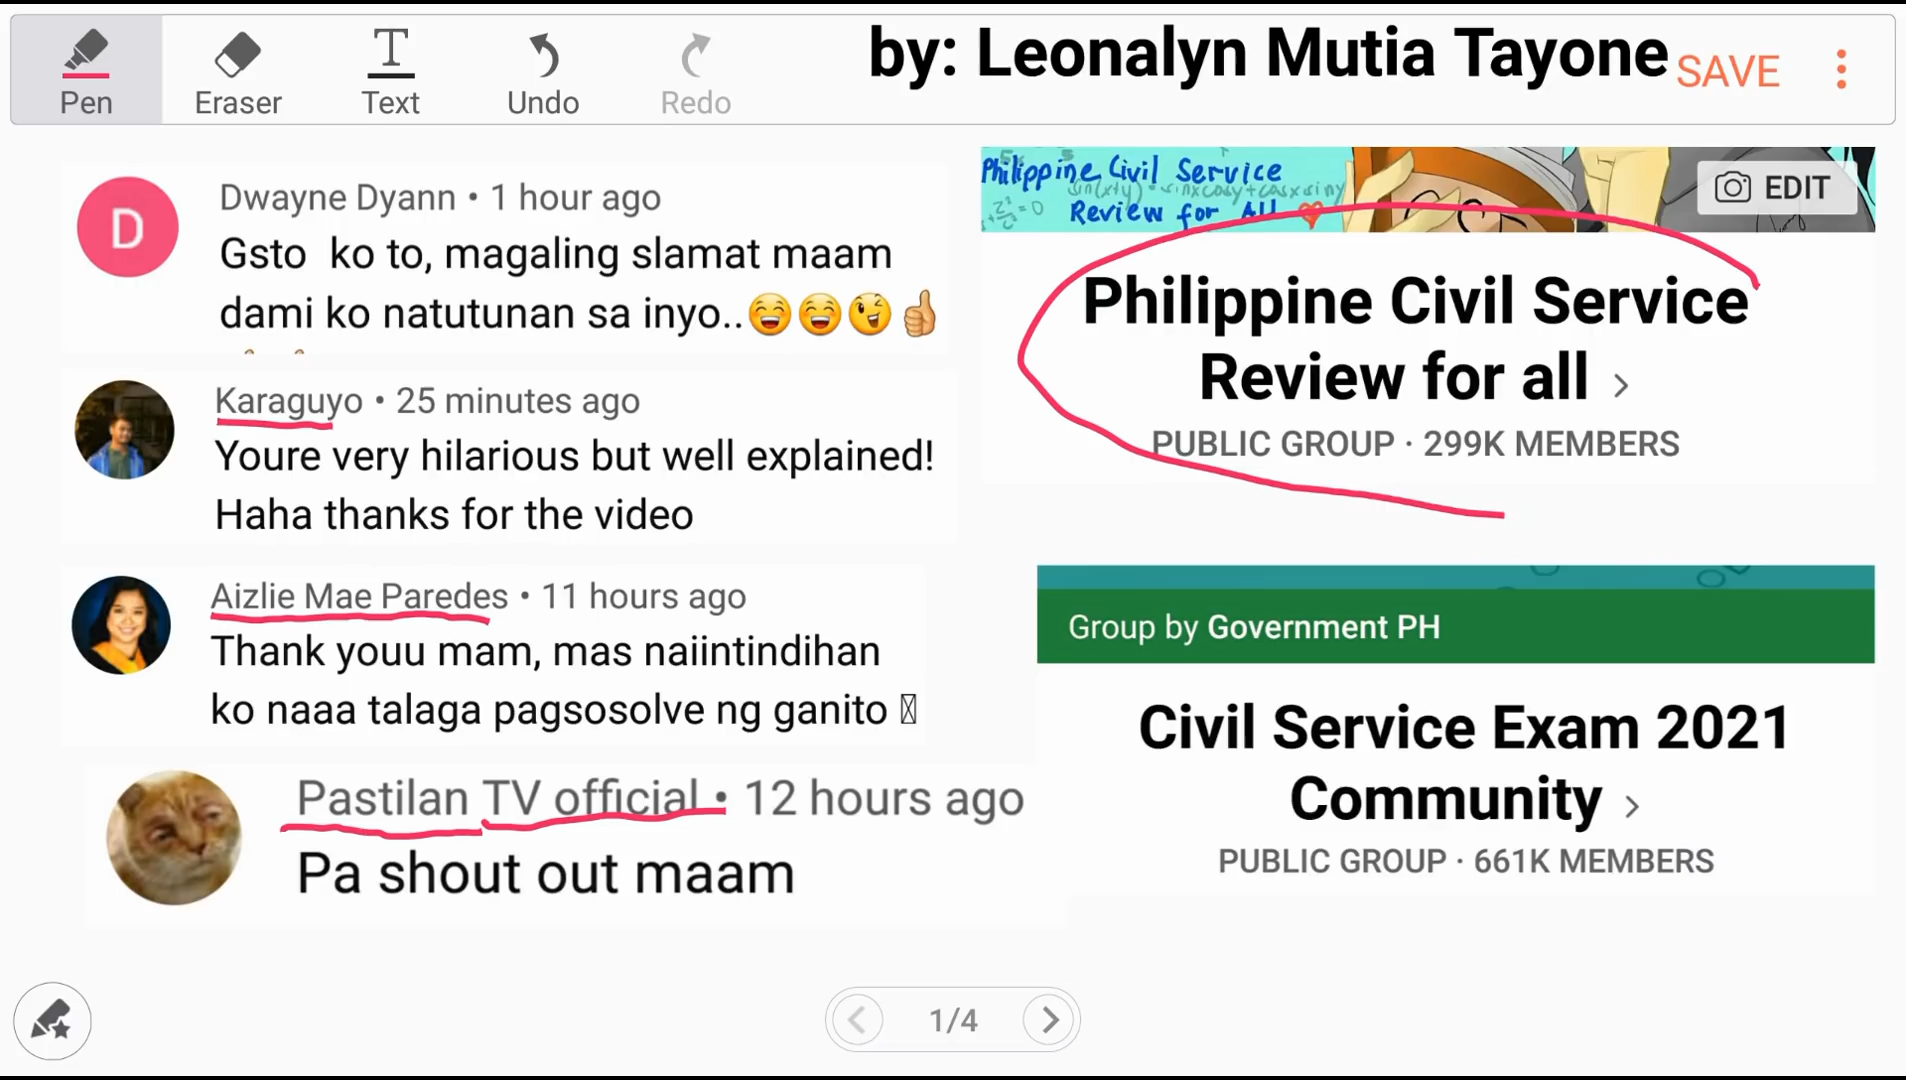 Pen
Eraser
Text
Undo
Redo
by: Leonalyn Mutia Tayone
SAVE
Dwayne Dyann • 1 hour ago
Gsto ko to, magaling slamat maam
dami ko natutunan sa inyo..😁😁😉👍
Karaguyo • 25 minutes ago
Youre very hilarious but well explained!
Haha thanks for the video
Aizlie Mae Paredes • 11 hours ago
Thank youu mam, mas naiintindihan
ko naaa talaga pagsosolve ng ganito
Pastilan TV official • 12 hours ago
Pa shout out maam
Philippine Civil Service
Review for All
EDIT
Philippine Civil Service
Review for all >
PUBLIC GROUP · 299K MEMBERS
Group by Government PH
Civil Service Exam 2021
Community >
PUBLIC GROUP · 661K MEMBERS
1/4